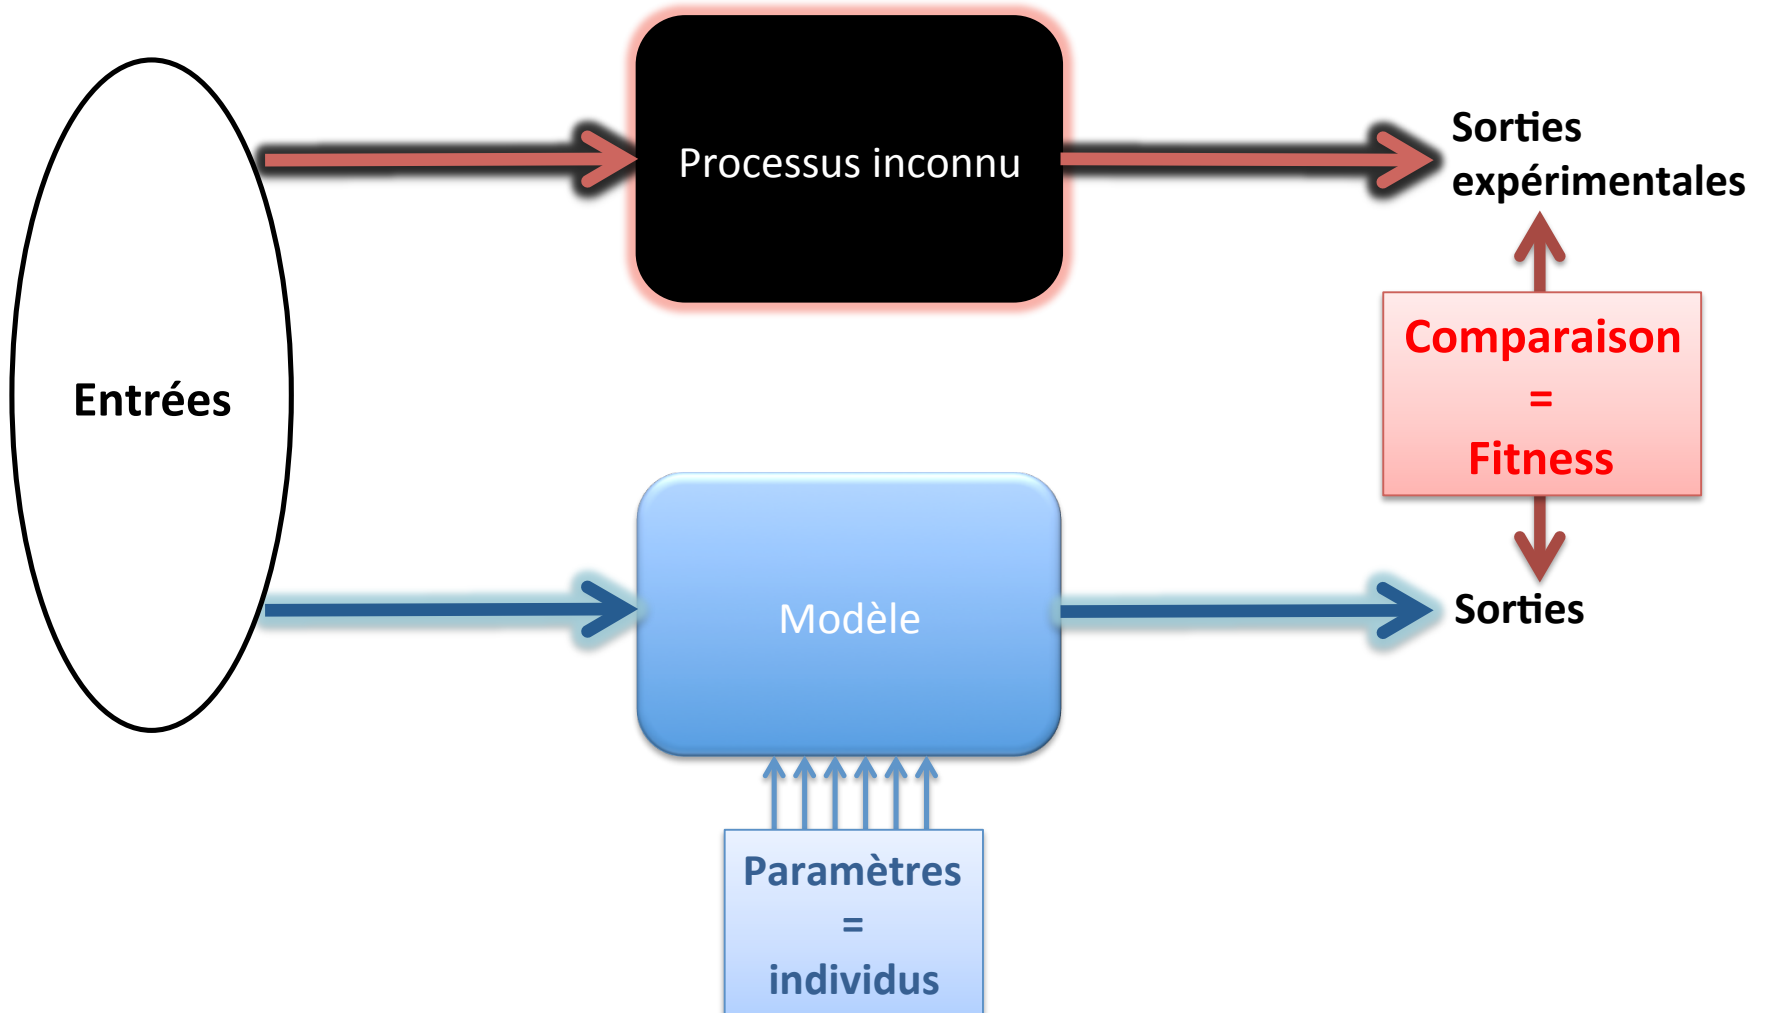 Processus inconnu
Sorties
expérimentales
Comparaison
=
Fitness
Entrées
Modèle
Sorties
Paramètres
=
individus